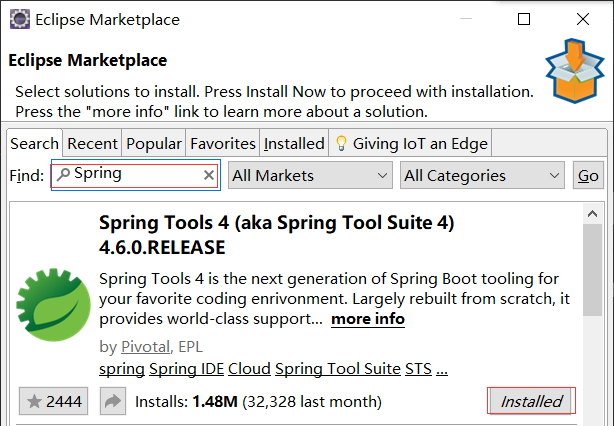 Eclipse Marketplace
Eclipse Marketplace
Select solutions to install. Press Install Now to proceed with installation.
Press the "more info" link to learn more about a solution.
Search Recent Popular Favorites Installed Giving IoT an Edge
Find: Spring All Markets All Categories Go
Spring Tools 4 (aka Spring Tool Suite 4)
4.6.0.RELEASE
Spring Tools 4 is the next generation of Spring Boot tooling for
your favorite coding enrivonment. Largely rebuilt from scratch, it
provides world-class support... more info
by Pivotal, EPL
spring Spring IDE Cloud Spring Tool Suite STS ...
2444 Installs: 1.48M (32,328 last month) Installed